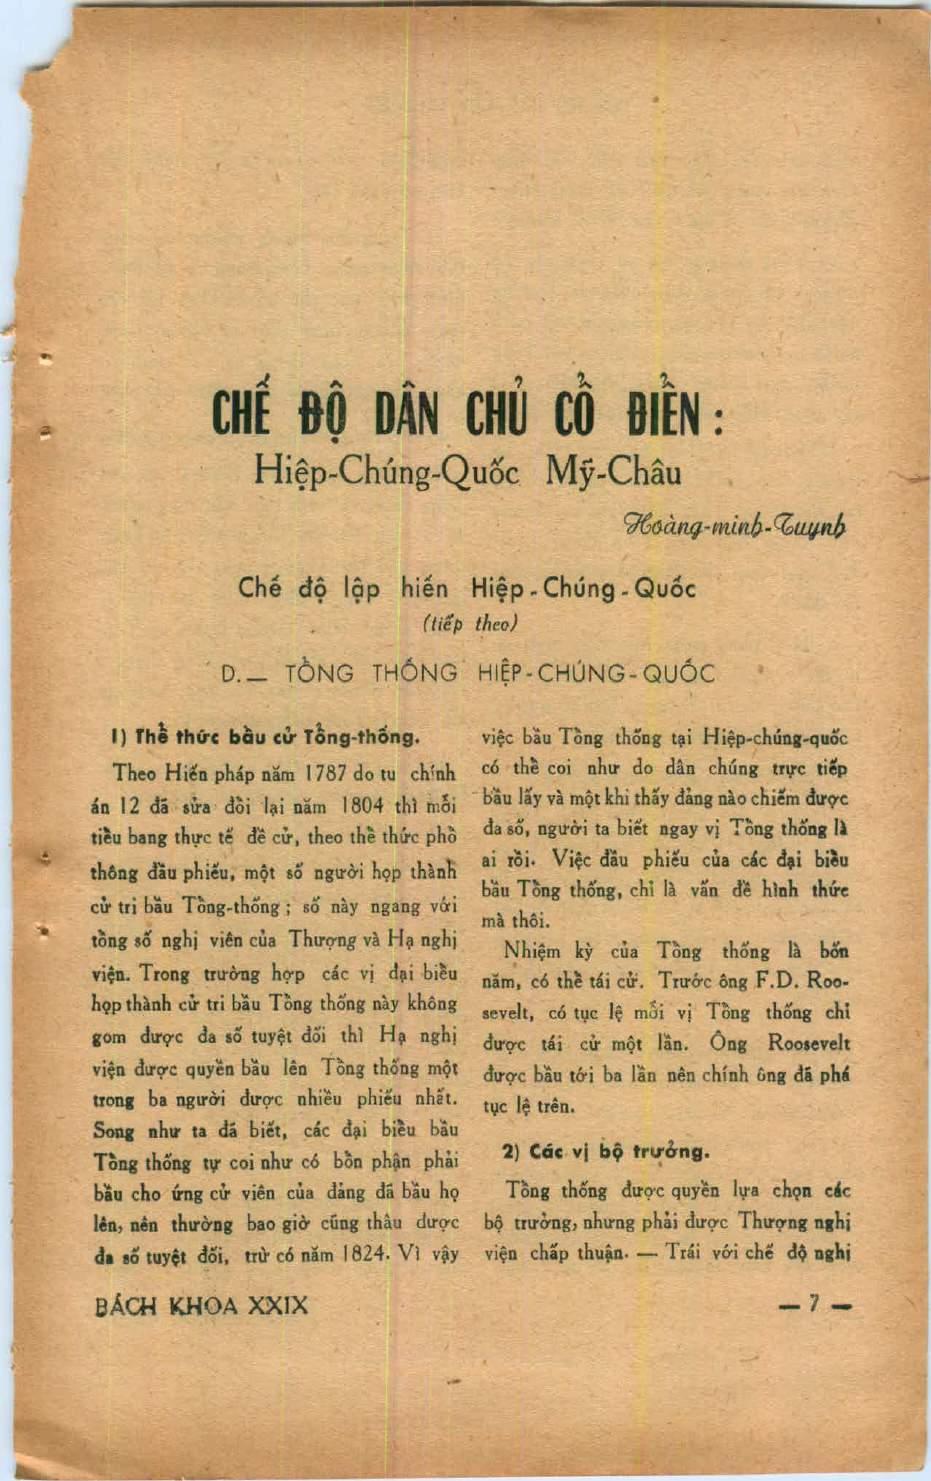 CHẾ ĐỘ DÂN CHỦ CỔ ĐIỂN :
Hiệp-Chúng-Quốc Mỹ-Châu
Hoàng-minh-Tuynh
Chế độ lập hiến Hiệp-Chúng-Quốc
(tiếp theo)
D.— TỔNG THỐNG HIỆP-CHÚNG-QUỐC
1) Thể thức bầu cử Tổng-thống.
Theo Hiến pháp năm 1787 do tu chính
án 12 đã sửa đổi lại năm 1804 thì mỗi
tiểu bang thực tế đề cử, theo thể thức phổ
thông đầu phiếu, một số người họp thành
cử tri bầu Tổng-thống ; số này ngang với
tổng số nghị viên của Thượng và Hạ nghị
viện. Trong trường hợp các vị đại biểu
họp thành cử tri bầu Tổng thống này không
gom được đa số tuyệt đối thì Hạ nghị
viện được quyền bầu lên Tổng thống một
trong ba người được nhiều phiếu nhất.
Song như ta đã biết, các đại biểu bầu
Tổng thống tự coi như có bổn phận phải
bầu cho ứng cử viên của đảng đã bầu họ
lên, nên thường bao giờ cũng thâu được
đa số tuyệt đối, trừ có năm 1824. Vì vậy
việc bầu Tổng thống tại Hiệp-chúng-quốc
có thể coi như do dân chúng trực tiếp
bầu lấy và một khi thấy đảng nào chiếm được
đa số, người ta biết ngay vị Tổng thống là
ai rồi. Việc đầu phiếu của các đại biểu
bầu Tổng thống, chỉ là vấn đề hình thức
mà thôi.
Nhiệm kỳ của Tổng thống là bốn
năm, có thể tái cử. Trước ông F.D. Roo-
sevelt, có tục lệ mỗi vị Tổng thống chỉ
được tái cử một lần. Ông Roosevelt
được bầu tới ba lần nên chính ông đã phá
tục lệ trên.
2) Các vị bộ trưởng.
Tổng thống được quyền lựa chọn các
bộ trưởng, nhưng phải được Thượng nghị
viện chấp thuận. — Trái với chế độ nghị
BÁCH KHOA XXIX
— 7 —